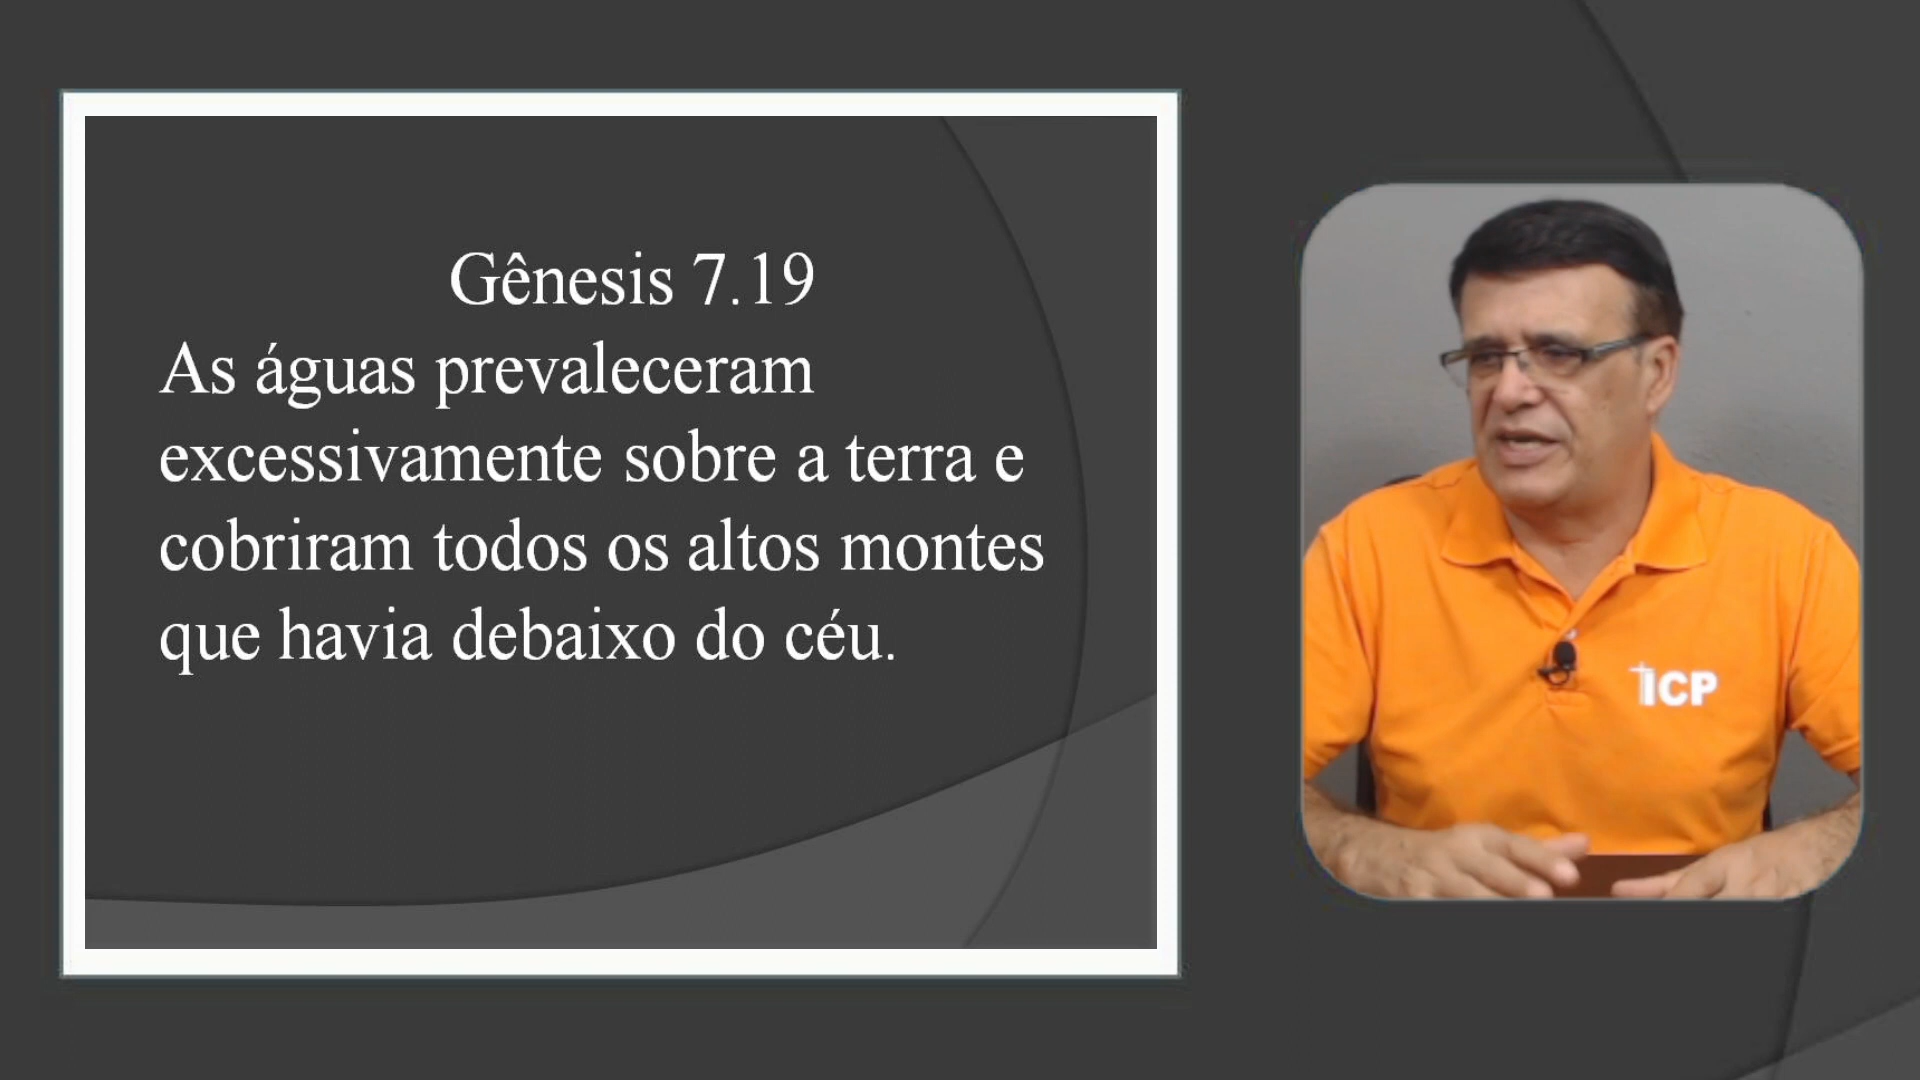 Gênesis 7.19
As águas prevaleceram
excessivamente sobre a terra e
cobriram todos os altos montes
que havia debaixo do céu.
ICP